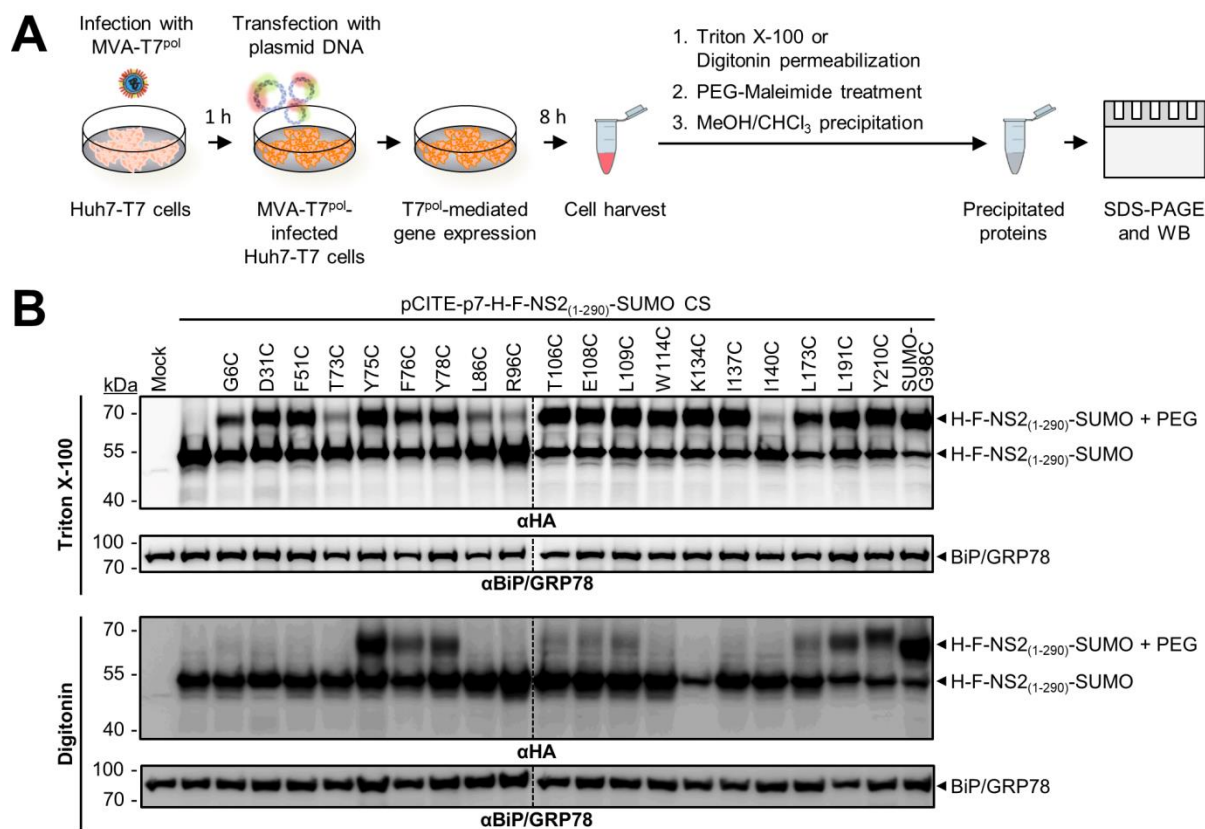 A
Infection with
MVA-T7pol
Transfection with
plasmid DNA
1. Triton X-100 or
Digitonin permeabilization
2. PEG-Maleimide treatment
3. MeOH/CHCl3 precipitation
1 h
8 h
Huh7-T7 cells
MVA-T7pol-
infected
Huh7-T7 cells
T7pol-mediated
gene expression
Cell harvest
Precipitated
proteins
SDS-PAGE
and WB
B
pCITE-p7-H-F-NS2(1-290)-SUMO CS
kDa
Mock
G6C
D31C
F51C
T73C
Y75C
F76C
Y78C
L86C
R96C
T106C
E108C
L109C
W114C
K134C
I137C
I140C
L173C
L191C
Y210C
SUMO-
G98C
Triton X-100
70 -
55 -
40 -
◄H-F-NS2(1-290)-SUMO + PEG
◄H-F-NS2(1-290)-SUMO
αHA
100 -
70 -
◄BiP/GRP78
αBiP/GRP78
Digitonin
70 -
55 -
40 -
◄H-F-NS2(1-290)-SUMO + PEG
◄H-F-NS2(1-290)-SUMO
αHA
100 -
70 -
◄BiP/GRP78
αBiP/GRP78